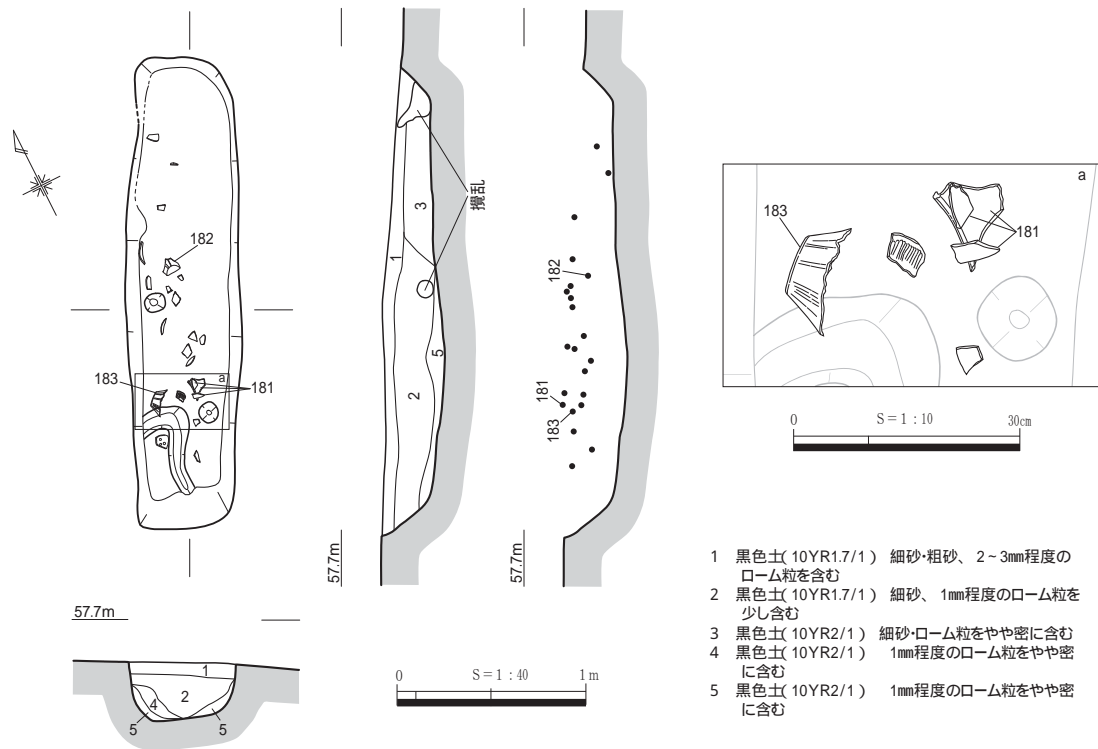 182
183
a
181
57.7m
1
2
4
5
5
攪乱
3
1
5
2
57.7m
182
181
183
57.7m
0
S=1:40
1m
a
183
181
0
S=1:10
30cm
1 黒色土(10YR1.7/1) 細砂・粗砂、2~3mm程度の
ローム粒を含む
2 黒色土(10YR1.7/1) 細砂、1mm程度のローム粒を
少し含む
3 黒色土(10YR2/1) 細砂・ローム粒をやや密に含む
4 黒色土(10YR2/1) 1mm程度のローム粒をやや密
に含む
5 黒色土(10YR2/1) 1mm程度のローム粒をやや密
に含む